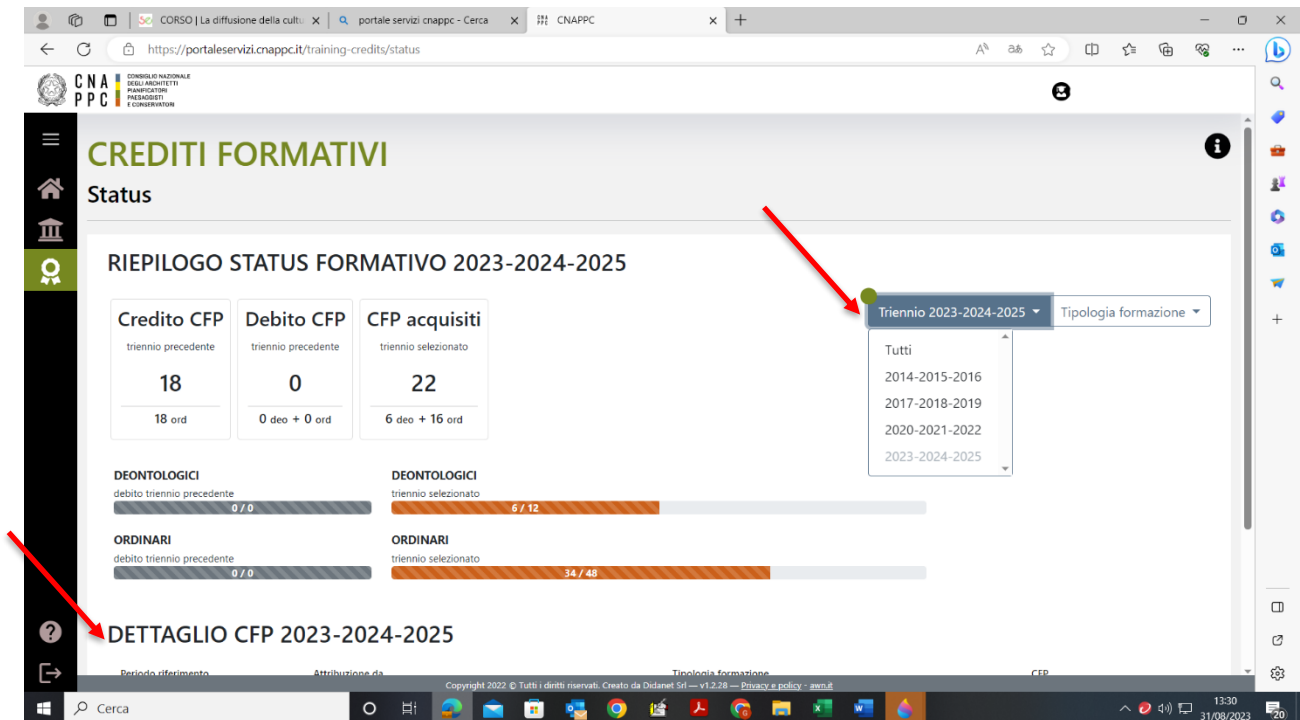 CORSO | La diffusione della cultu
portale servizi cnappc - Cerca
CNAPPC
https://portaleservizi.cnappc.it/training-credits/status
CNA PPC
CONSIGLIO NAZIONALE
DEGLI ARCHITETTI
PIANIFICATORI
PAESAGGISTI
E CONSERVATORI
CREDITI FORMATIVI
Status
RIEPILOGO STATUS FORMATIVO 2023-2024-2025
Credito CFP
triennio precedente
18
18 ord
Debito CFP
triennio precedente
0
0 deo + 0 ord
CFP acquisiti
triennio selezionato
22
6 deo + 16 ord
Triennio 2023-2024-2025
Tipologia formazione
Tutti
2014-2015-2016
2017-2018-2019
2020-2021-2022
2023-2024-2025
DEONTOLOGICI
debito triennio precedente
0 / 0
DEONTOLOGICI
triennio selezionato
6 / 12
ORDINARI
debito triennio precedente
0 / 0
ORDINARI
triennio selezionato
34 / 48
DETTAGLIO CFP 2023-2024-2025
Periodo riferimento Attribuzione da Tipologia formazione CFP
Copyright 2022 © Tutti i diritti riservati. Creato da Didanet Srl — v1.2.28 — Privacy e policy - awn.it
Cerca
13:30
31/08/2023
20